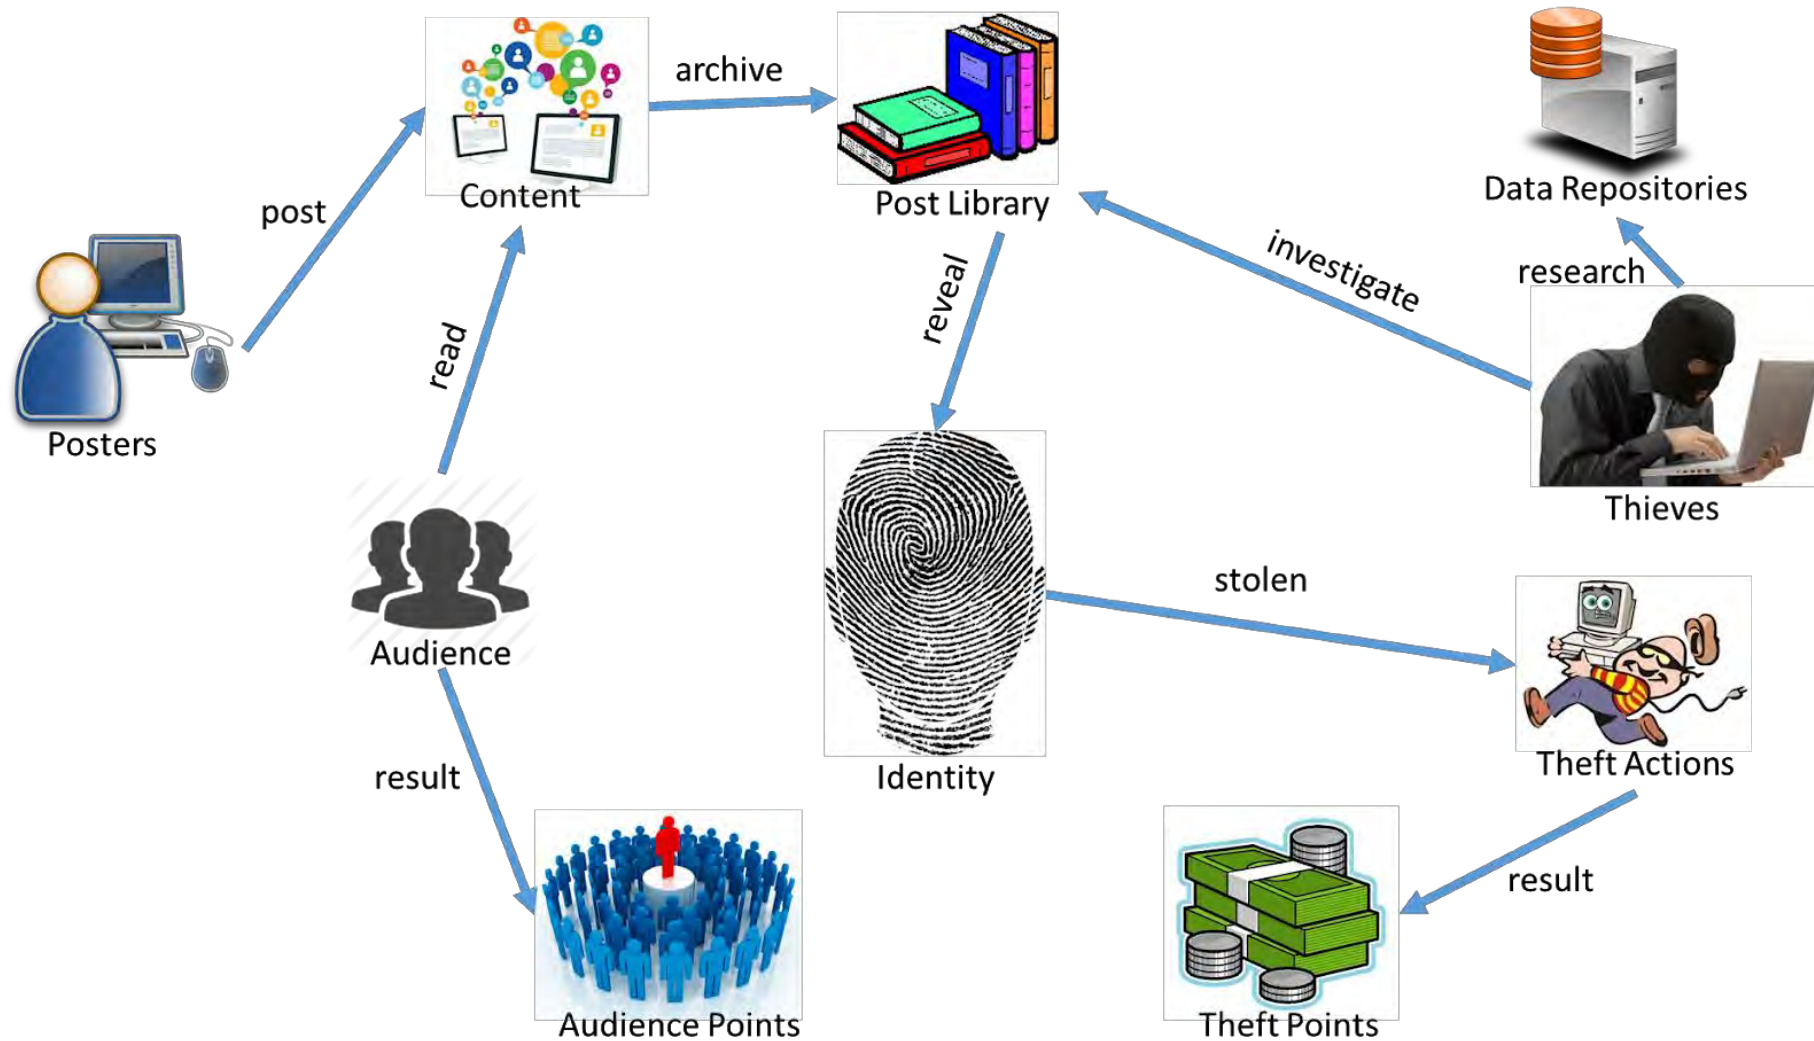 archive
Content
Post Library
Data Repositories
post
investigate
research
reveal
read
Posters
Thieves
stolen
Audience
Theft Actions
result
Identity
result
Audience Points
Theft Points